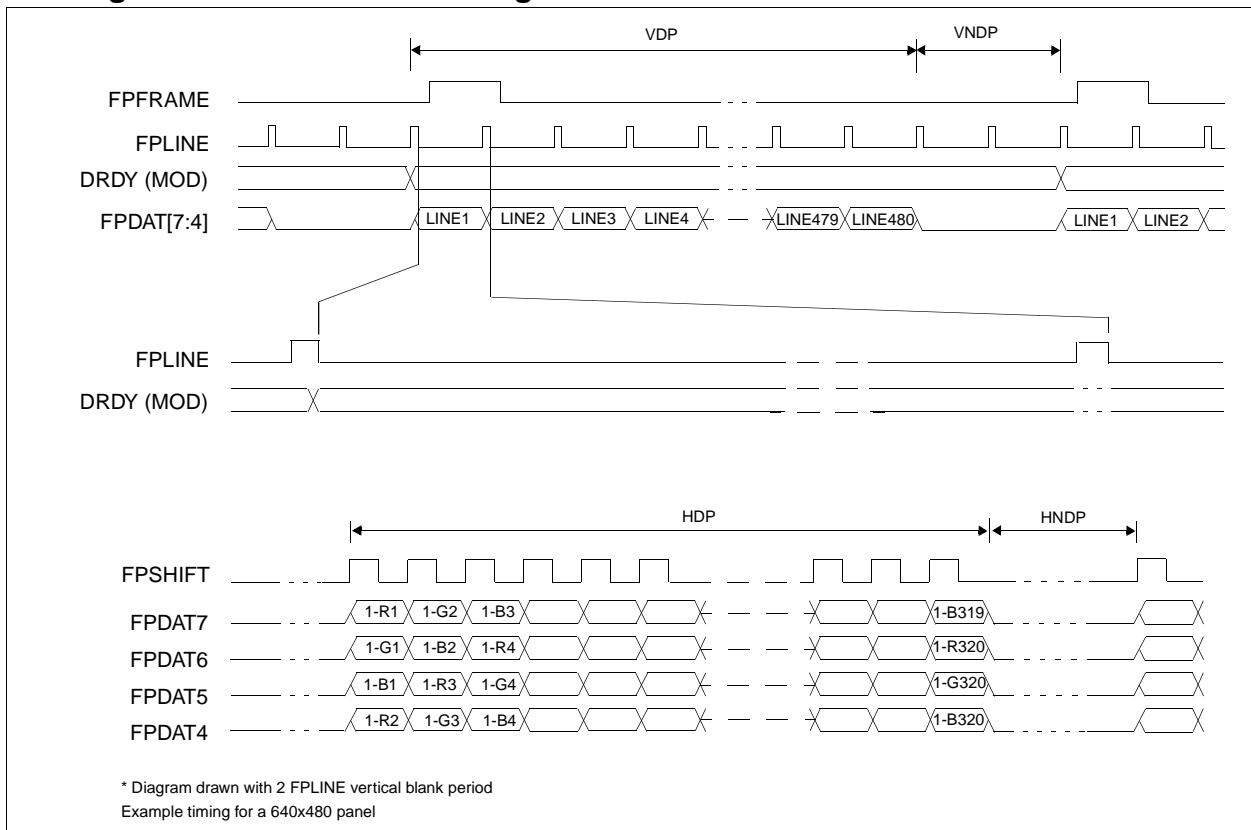 VDP VNDP
FPFRAME
FPLINE
DRDY (MOD)
FPDAT[7:4] LINE1 LINE2 LINE3 LINE4 LINE479 LINE480 LINE1 LINE2
FPLINE
DRDY (MOD)
HDP HNDP
FPSHIFT
FPDAT7 1-R1 1-G2 1-B3 1-B319
FPDAT6 1-G1 1-B2 1-R4 1-R320
FPDAT5 1-B1 1-R3 1-G4 1-G320
FPDAT4 1-R2 1-G3 1-B4 1-B320
* Diagram drawn with 2 FPLINE vertical blank period
Example timing for a 640x480 panel